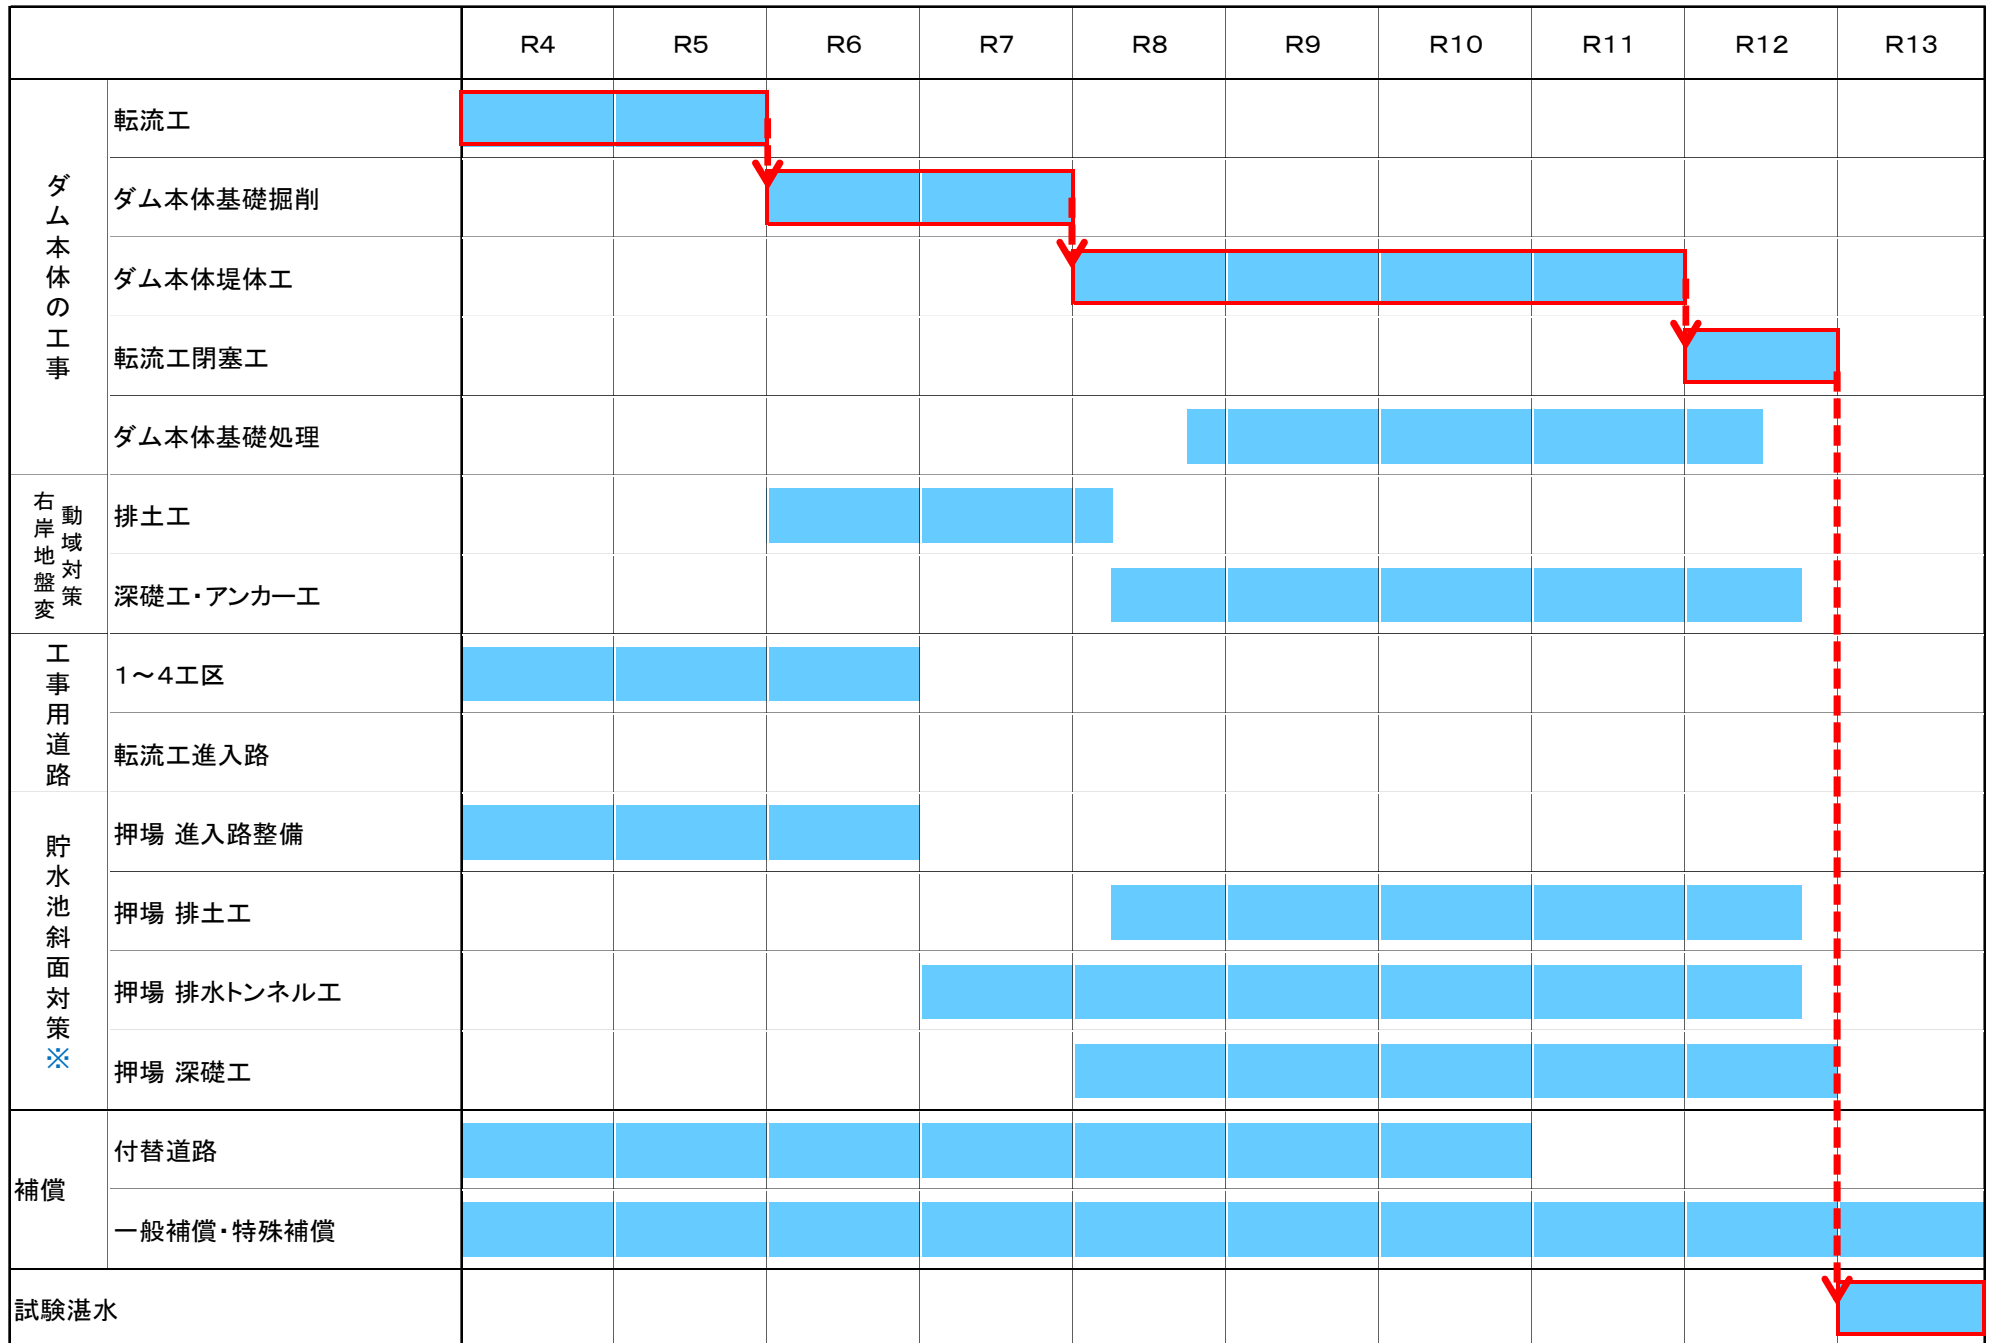 R4 R5 R6 R7 R8 R9 R10 R11 R12 R13
ダム本体の工事
転流工
ダム本体基礎掘削
ダム本体堤体工
転流工閉塞工
ダム本体基礎処理
右岸地盤変
動域対策
排土工
深礎工・アンカー工
工事用道路
1～4工区
転流工進入路
貯水池斜面対策※
押場 進入路整備
押場 排土工
押場 排水トンネル工
押場 深礎工
補償
付替道路
一般補償・特殊補償
試験湛水